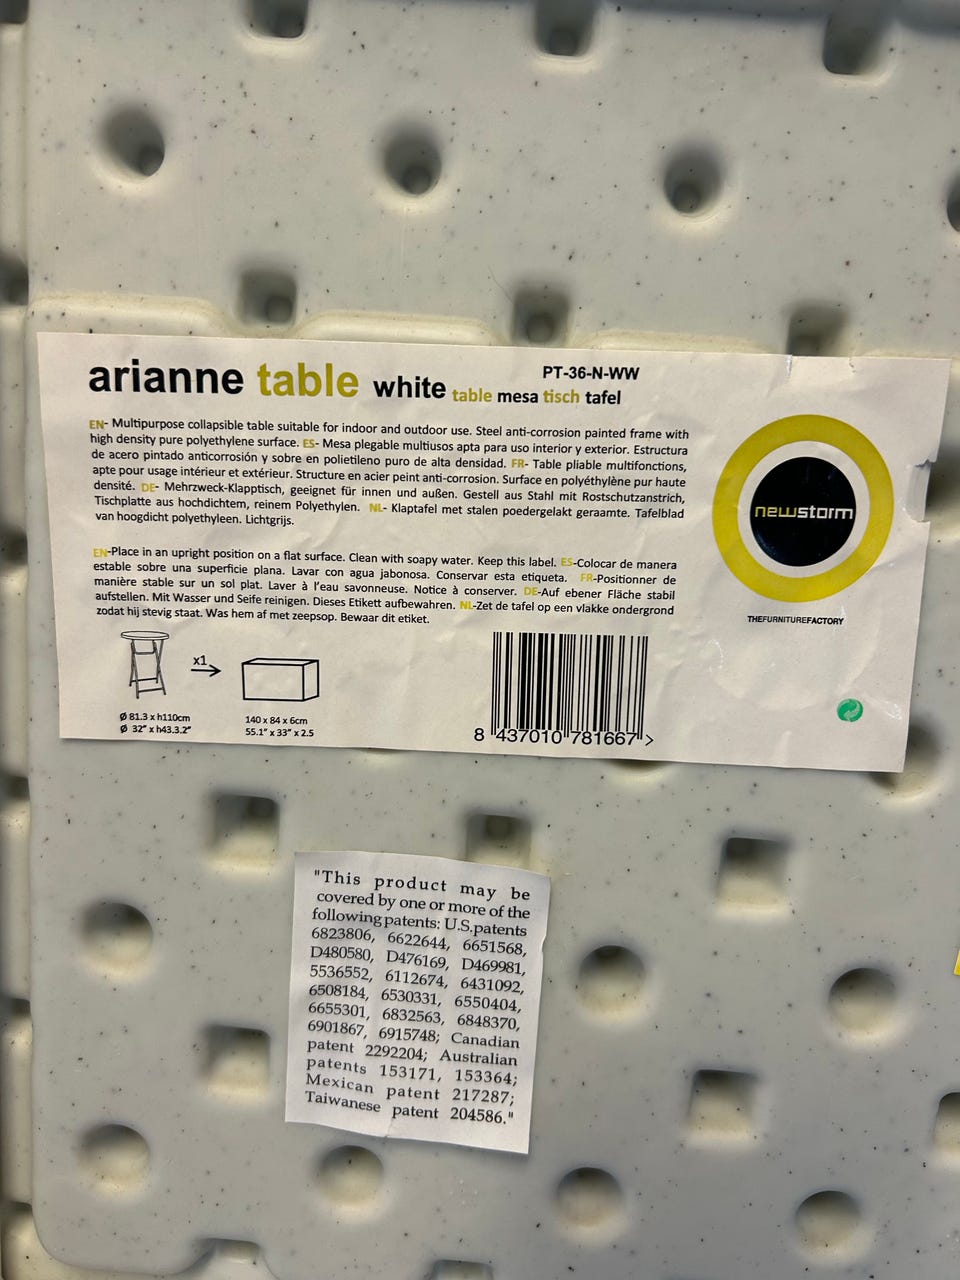 arianne table white table mesa tisch tafel
PT-36-N-WW
EN- Multipurpose collapsible table suitable for indoor and outdoor use. Steel anti-corrosion painted frame with
high density pure polyethylene surface. ES- Mesa plegable multiusos apta para uso interior y exterior. Estructura
de acero pintado anticorrosión y sobre en polietileno puro de alta densidad. FR- Table pliable multifonctions,
apte pour usage intérieur et extérieur. Structure en acier peint anti-corrosion. Surface en polyéthylène pur haute
densité. DE- Mehrzweck-Klapptisch, geeignet für innen und außen. Gestell aus Stahl mit Rostschutzanstrich,
Tischplatte aus hochdichtem, reinem Polyethylen. NL- Klaptafel met stalen poedergelakt geraamte. Tafelblad
van hoogdicht polyethyleen. Lichtgrijs.
EN-Place in an upright position on a flat surface. Clean with soapy water. Keep this label. ES-Colocar de manera
estable sobre una superficie plana. Lavar con agua jabonosa. Conservar esta etiqueta. FR-Positionner de
manière stable sur un sol plat. Laver à l'eau savonneuse. Notice à conserver. DE-Auf ebener Fläche stabil
aufstellen. Mit Wasser und Seife reinigen. Dieses Etikett aufbewahren. NL-Zet de tafel op een vlakke ondergrond
zodat hij stevig staat. Was hem af met zeepsop. Bewaar dit etiket.
newstorm
THEFURNITUREFACTORY
x1
Ø 81.3 x h110cm
Ø 32" x h43.3.2"
140 x 84 x 6cm
55.1" x 33" x 2.5
8 437010 781667 >
"This product may be
covered by one or more of the
following patents: U.S.patents
6823806, 6622644, 6651568,
D480580, D476169, D469981,
5536552, 6112674, 6431092,
6508184, 6530331, 6550404,
6655301, 6832563, 6848370,
6901867, 6915748; Canadian
patent 2292204; Australian
patents 153171, 153364;
Mexican patent 217287;
Taiwanese patent 204586."